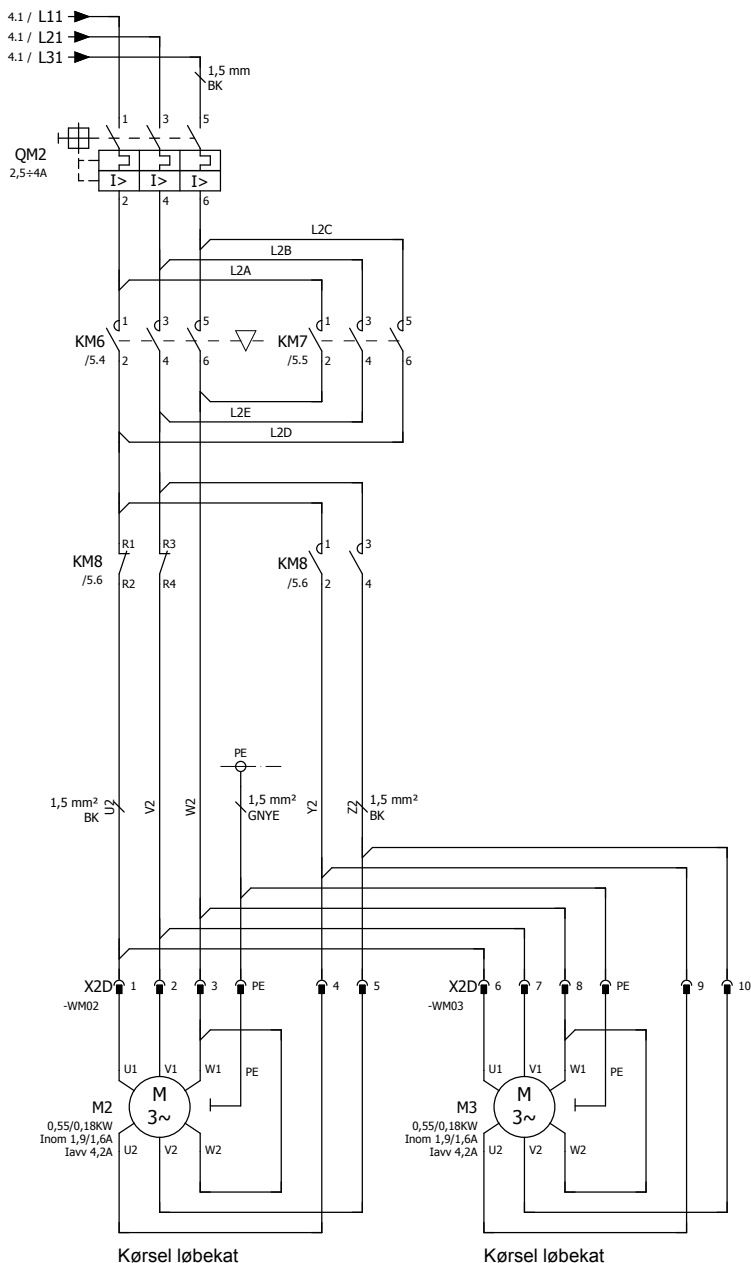 4.1 / L11
4.1 / L21
4.1 / L31
1,5 mm
BK
1 3 5
QM2
2,5÷4A
I> I> I>
2 4 6
L2C
L2B
L2A
KM6
/5.4
1 3 5
2 4 6
KM7
/5.5
1 3 5
2 4 6
L2E
L2D
KM8
/5.6
R1 R3
R2 R4
KM8
/5.6
1 3
2 4
PE
1,5 mm²
BK
U2 V2 W2
1,5 mm²
GNYE
Y2 Z2
1,5 mm²
BK
X2D 1 2 3 PE 4 5
-WM02
X2D 6 7 8 PE 9 10
-WM03
U1 V1 W1 PE
M
3~
M2
0,55/0,18KW
Inom 1,9/1,6A
Iavv 4,2A
U2 V2 W2
U1 V1 W1 PE
M
3~
M3
0,55/0,18KW
Inom 1,9/1,6A
Iavv 4,2A
U2 V2 W2
Kørsel løbekat
Kørsel løbekat